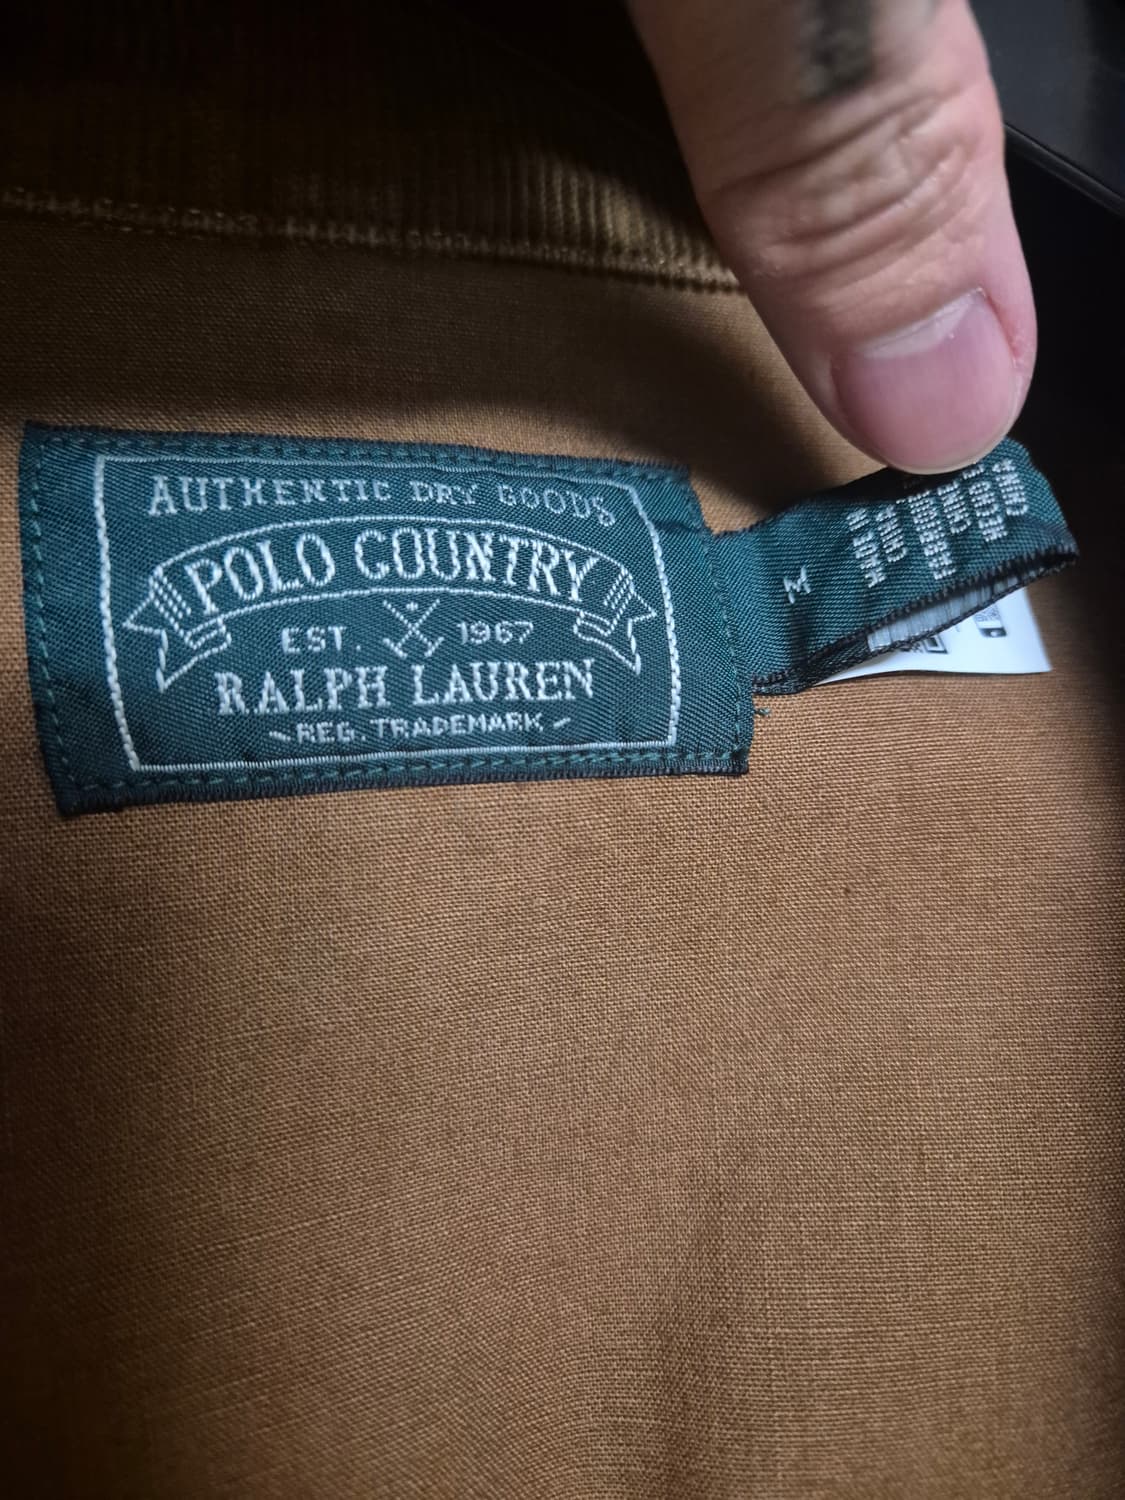 AUTHENTIC DRY GOODS
POLO COUNTRY
EST. 1967
RALPH LAUREN
REG. TRADEMARK
M